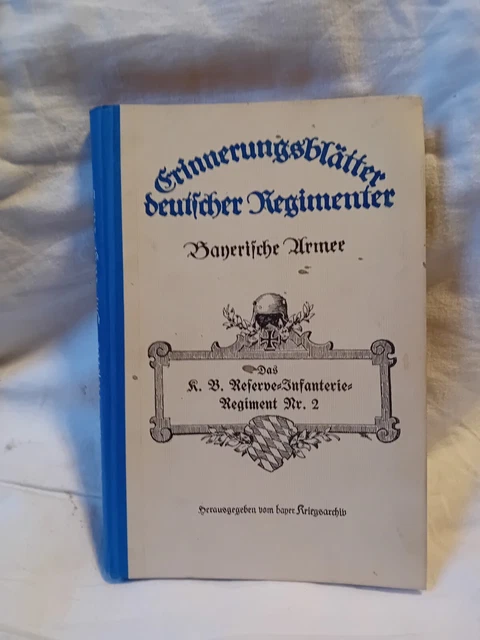 Erinnerungsblätter
deutscher Regimenter
Bayerische Armee
Das
K. B. Reserve=Infanterie=
Regiment Nr. 2
Herausgegeben vom bayer Kriegsarchiv